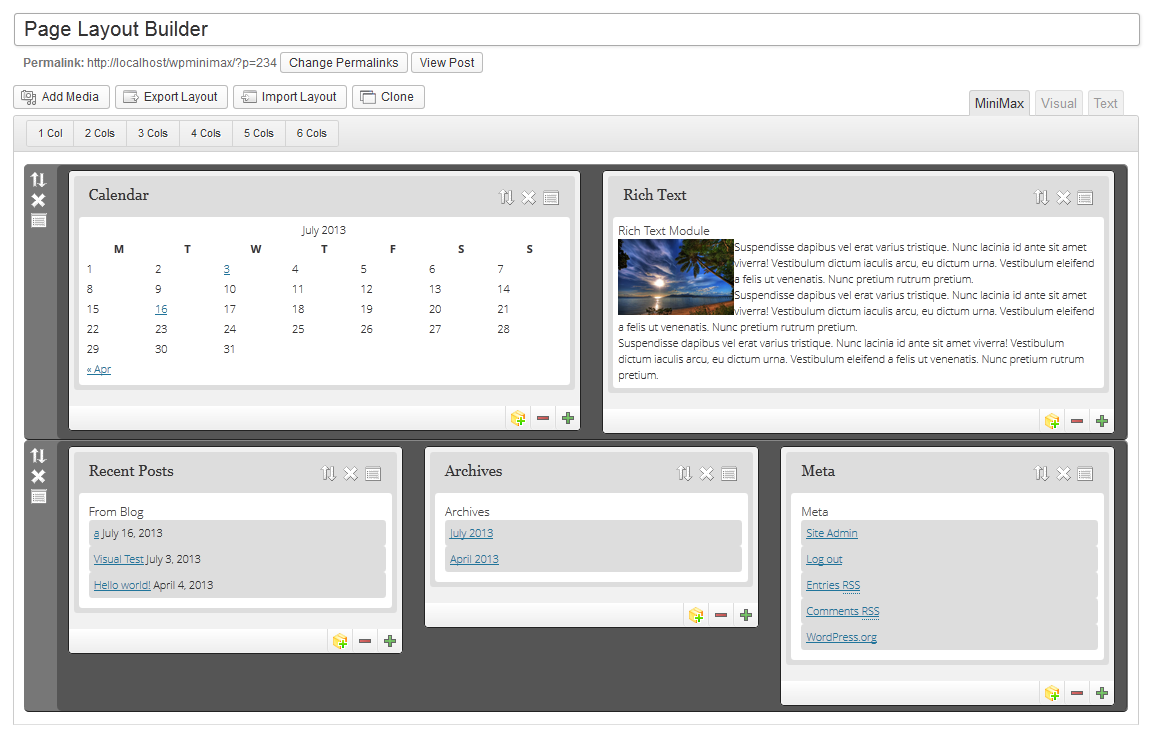 Page Layout Builder
Permalink: http://localhost/wpminimax/?p=234 Change Permalinks View Post
Add Media Export Layout Import Layout Clone
MiniMax Visual Text
1 Col 2 Cols 3 Cols 4 Cols 5 Cols 6 Cols
Calendar
July 2013
M T W T F S S
1 2 3 4 5 6 7
8 9 10 11 12 13 14
15 16 17 18 19 20 21
22 23 24 25 26 27 28
29 30 31
« Apr
Rich Text
Rich Text Module
Suspendisse dapibus vel erat varius tristique. Nunc lacinia id ante sit amet
viverra! Vestibulum dictum iaculis arcu, eu dictum urna. Vestibulum eleifend
a felis ut venenatis. Nunc pretium rutrum pretium.
Suspendisse dapibus vel erat varius tristique. Nunc lacinia id ante sit amet
viverra! Vestibulum dictum iaculis arcu, eu dictum urna. Vestibulum eleifend
a felis ut venenatis. Nunc pretium rutrum pretium.
Suspendisse dapibus vel erat varius tristique. Nunc lacinia id ante sit amet viverra! Vestibulum
dictum iaculis arcu, eu dictum urna. Vestibulum eleifend a felis ut venenatis. Nunc pretium rutrum
pretium.
Recent Posts
From Blog
a July 16, 2013
Visual Test July 3, 2013
Hello world! April 4, 2013
Archives
Archives
July 2013
April 2013
Meta
Meta
Site Admin
Log out
Entries RSS
Comments RSS
WordPress.org